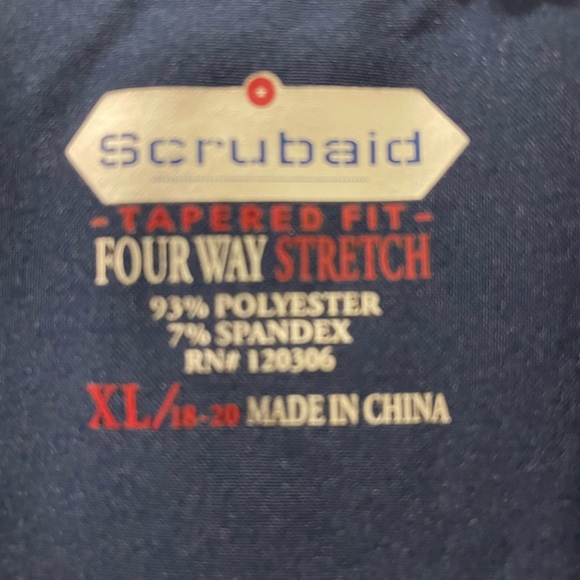 Scrubaid
-TAPERED FIT-
FOUR WAY STRETCH
93% POLYESTER
7% SPANDEX
RN# 120306
XL/18-20 MADE IN CHINA